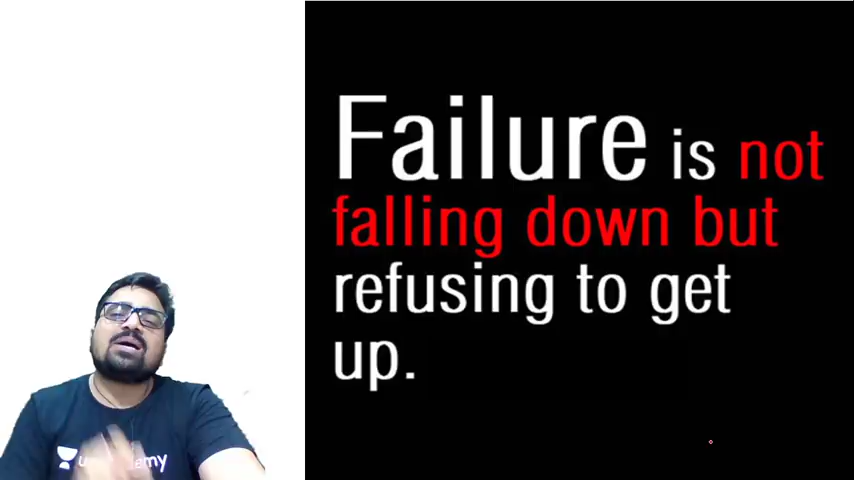 Failure is not
falling down but
refusing to get
up.